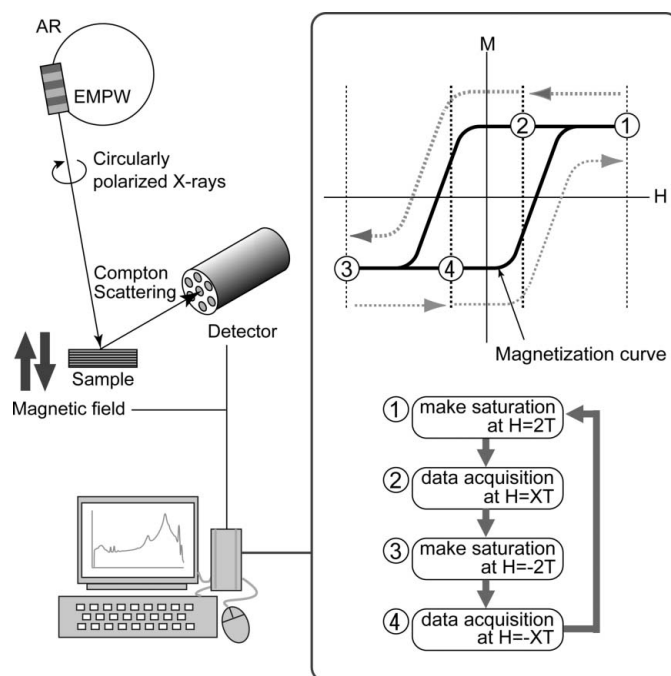 AR
EMPW
Circularly
polarized X-rays
Compton
Scattering
Detector
Sample
Magnetic field
M
H
②
①
③
④
Magnetization curve
① make saturation
at H=2T
② data acquisition
at H=XT
③ make saturation
at H=-2T
④ data acquisition
at H=-XT